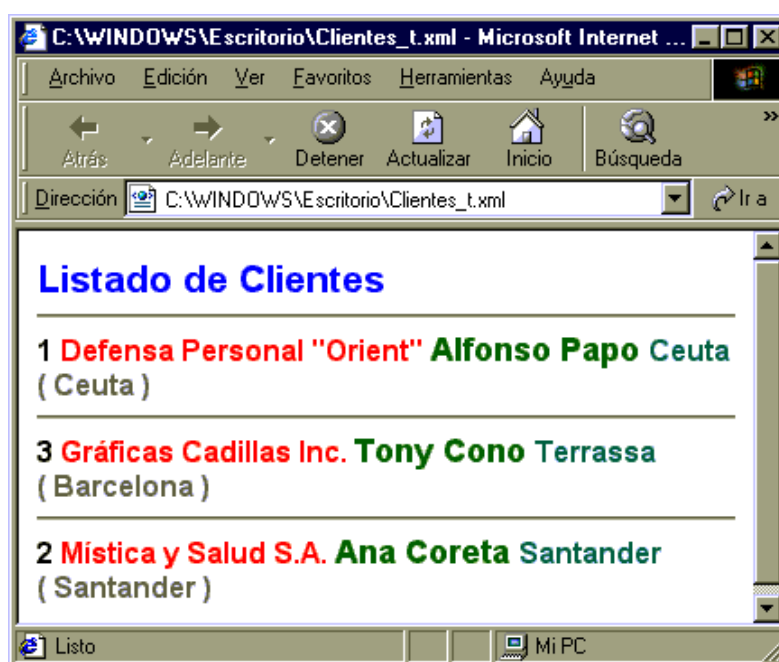 C:\WINDOWS\Escritorio\Clientes_t.xml - Microsoft Internet ...
Archivo Edición Ver Favoritos Herramientas Ayuda
Atrás Adelante Detener Actualizar Inicio Búsqueda »
Dirección C:\WINDOWS\Escritorio\Clientes_t.xml Ir a
Listado de Clientes
1 Defensa Personal "Orient" Alfonso Papo Ceuta
( Ceuta )
3 Gráficas Cadillas Inc. Tony Cono Terrassa
( Barcelona )
2 Mística y Salud S.A. Ana Coreta Santander
( Santander )
Listo Mi PC